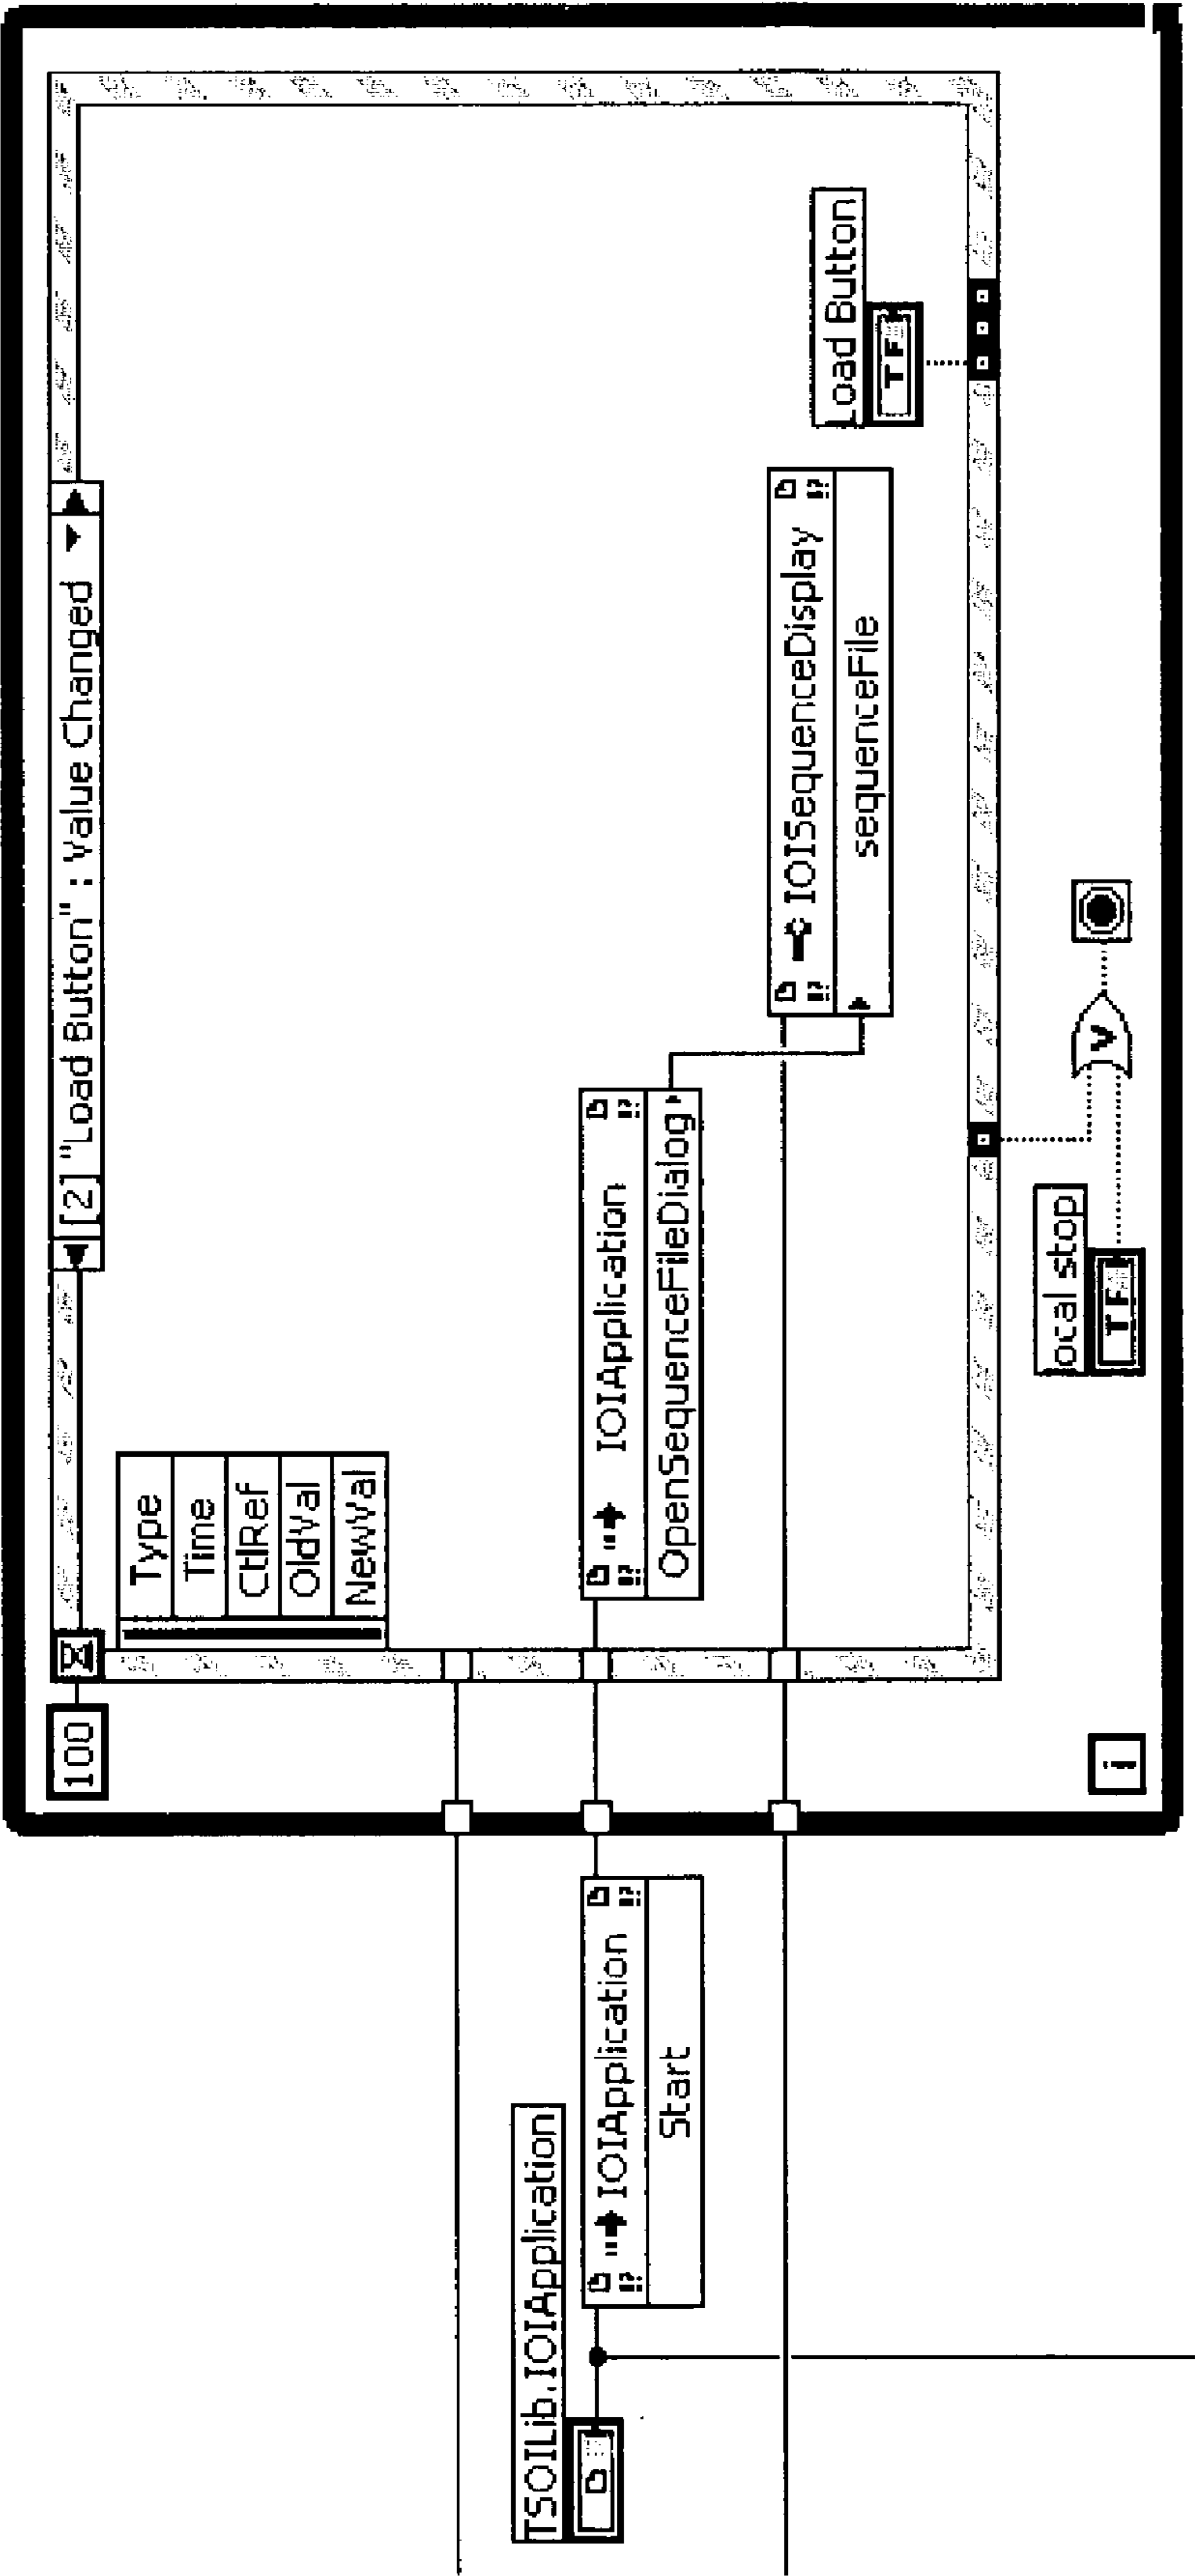 100
[2] "Load Button" : Value Changed
Type
Time
CtlRef
OldVal
NewVal
TSOILib.IOIApplication
IOIApplication
Start
IOIApplication
OpenSequenceFileDialog
IOISequenceDisplay
sequenceFile
Load Button
TF
local stop
TF
V
i